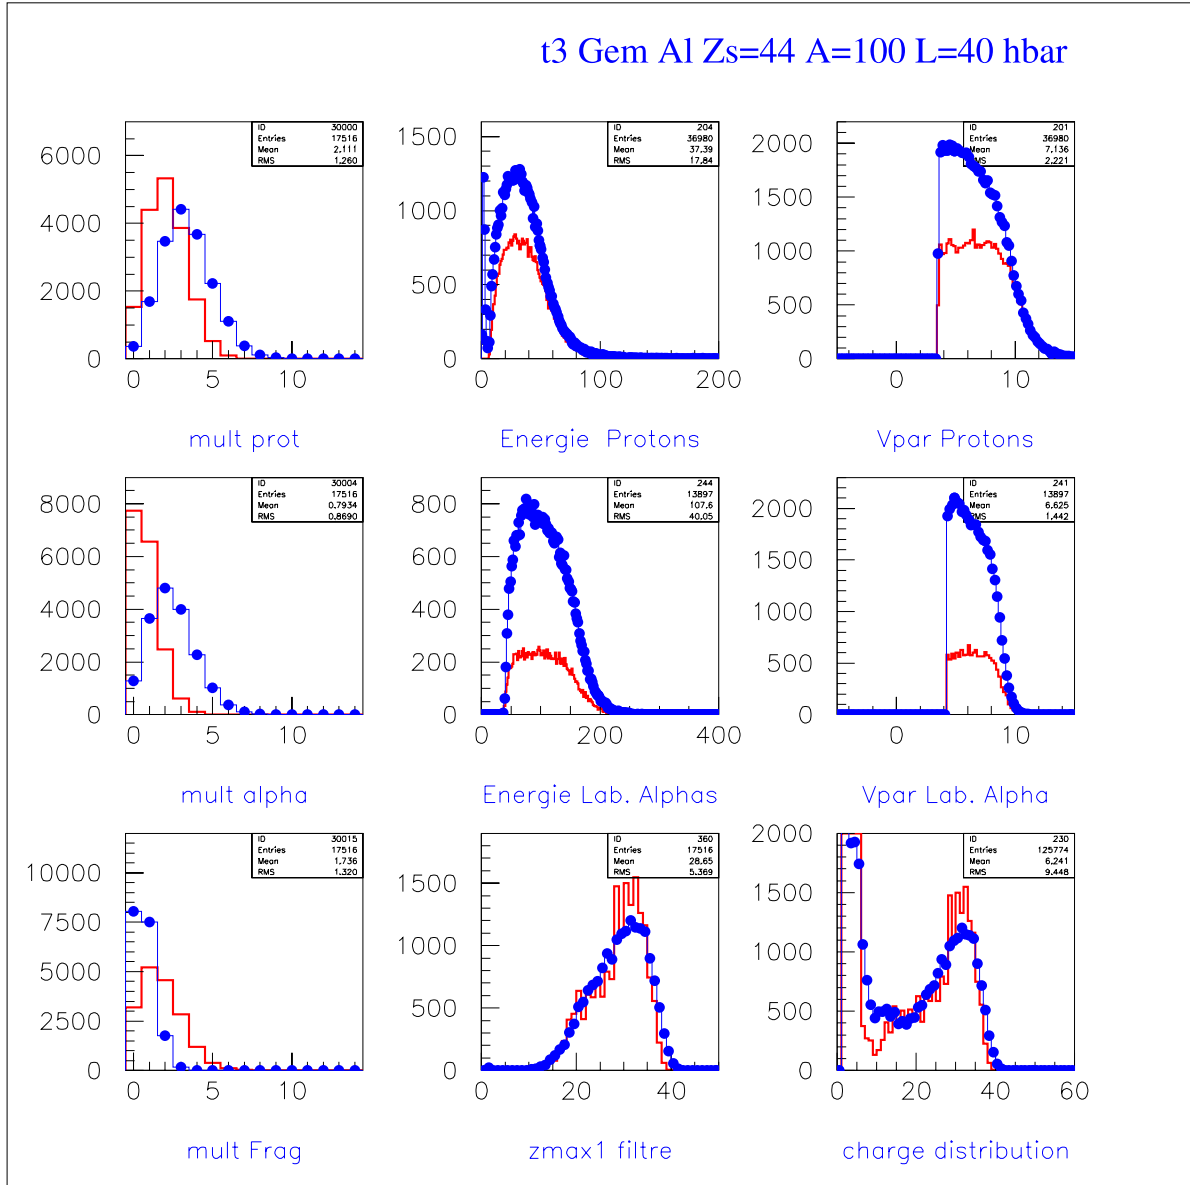 t3 Gem Al Zs=44 A=100 L=40 hbar
ID 30000
Entries 17516
Mean 2.111
RMS 1.260
6000
4000
2000
0
0 5 10
mult prot
ID 204
Entries 36980
Mean 37.39
RMS 17.84
1500
1000
500
0
0 100 200
Energie Protons
ID 201
Entries 36980
Mean 7.136
RMS 2.221
2000
1500
1000
500
0
0 10
Vpar Protons
ID 30004
Entries 17516
Mean 0.7934
RMS 0.8690
8000
6000
4000
2000
0
0 5 10
mult alpha
ID 244
Entries 13897
Mean 107.6
RMS 40.05
800
600
400
200
0
0 200 400
Energie Lab. Alphas
ID 241
Entries 13897
Mean 6.625
RMS 1.442
2000
1500
1000
500
0
0 10
Vpar Lab. Alpha
ID 30015
Entries 17516
Mean 1.736
RMS 1.320
10000
7500
5000
2500
0
0 5 10
mult Frag
ID 360
Entries 17516
Mean 28.65
RMS 5.369
1500
1000
500
0
0 20 40
zmax1 filtre
ID 230
Entries 125774
Mean 6.241
RMS 9.448
2000
1500
1000
500
0
0 20 40 60
charge distribution